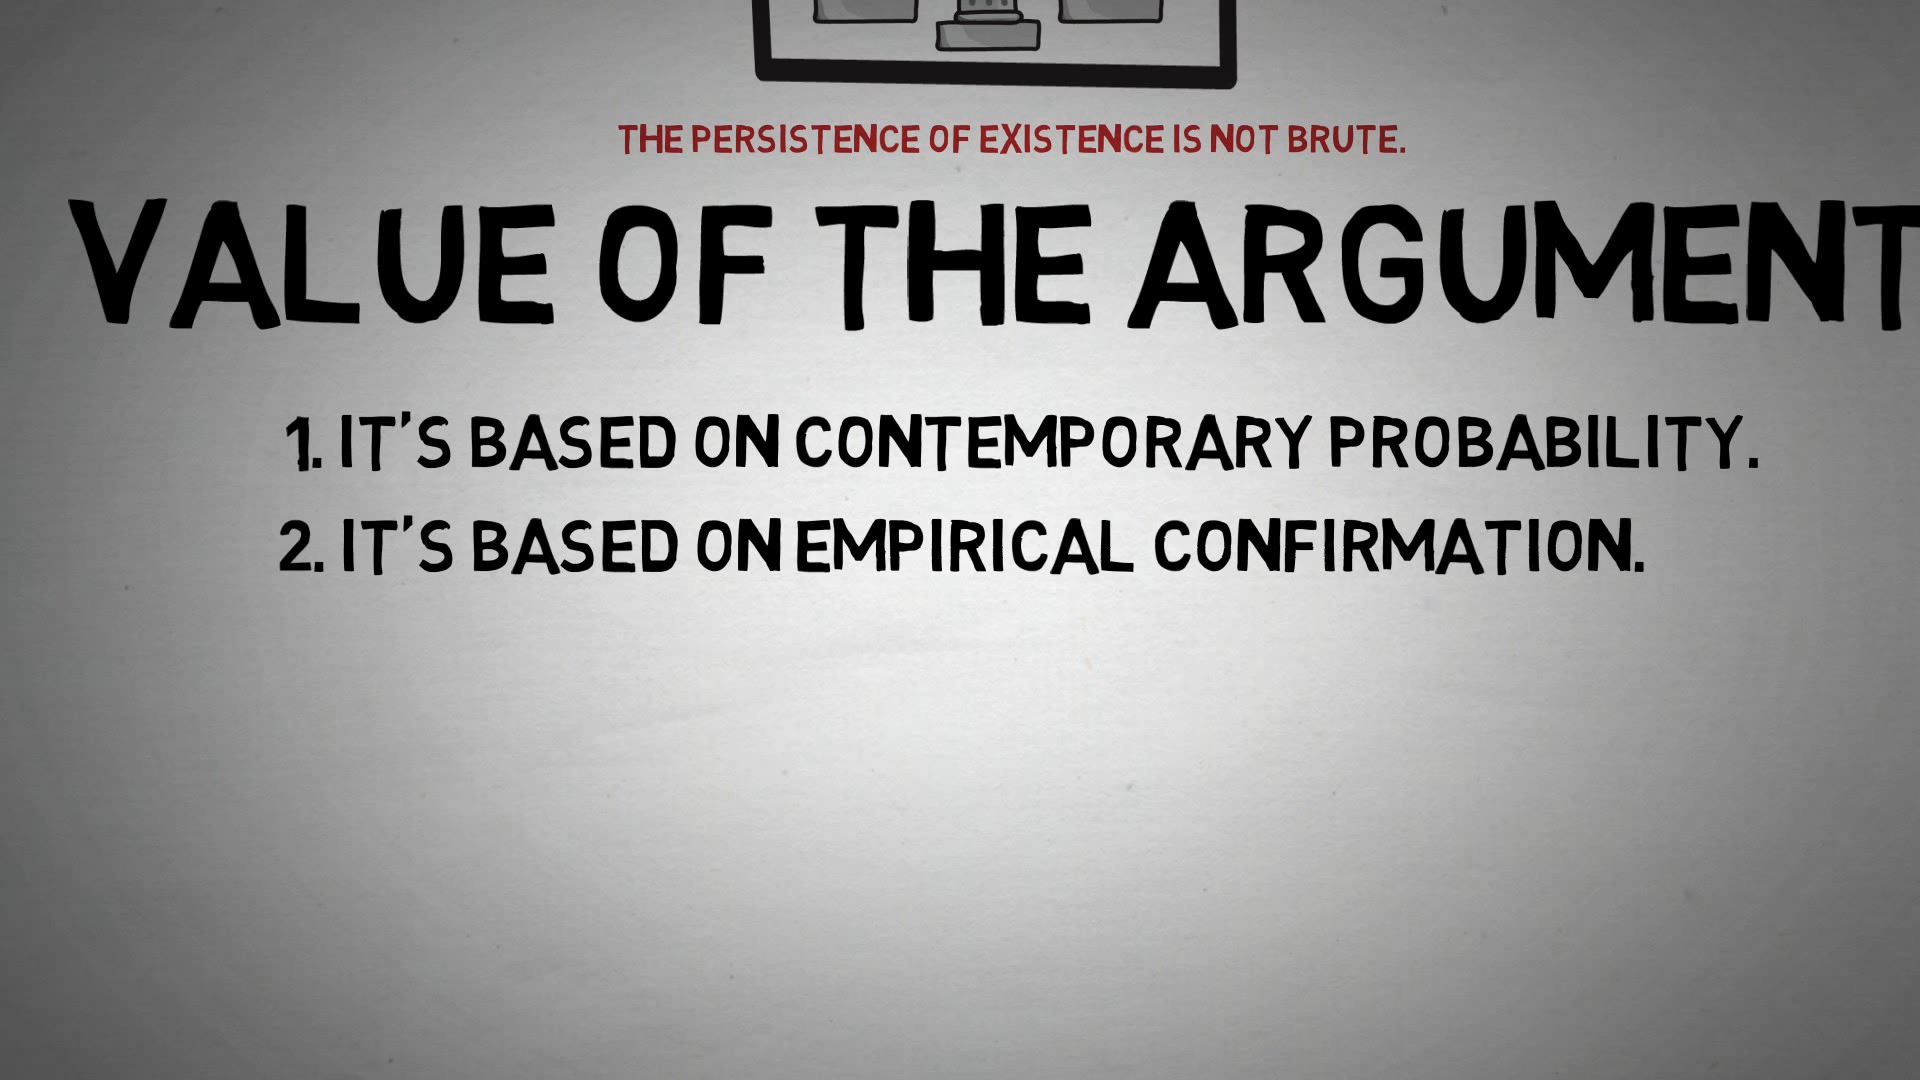 THE PERSISTENCE OF EXISTENCE IS NOT BRUTE.
VALUE OF THE ARGUMENT
1. IT'S BASED ON CONTEMPORARY PROBABILITY.
2. IT'S BASED ON EMPIRICAL CONFIRMATION.